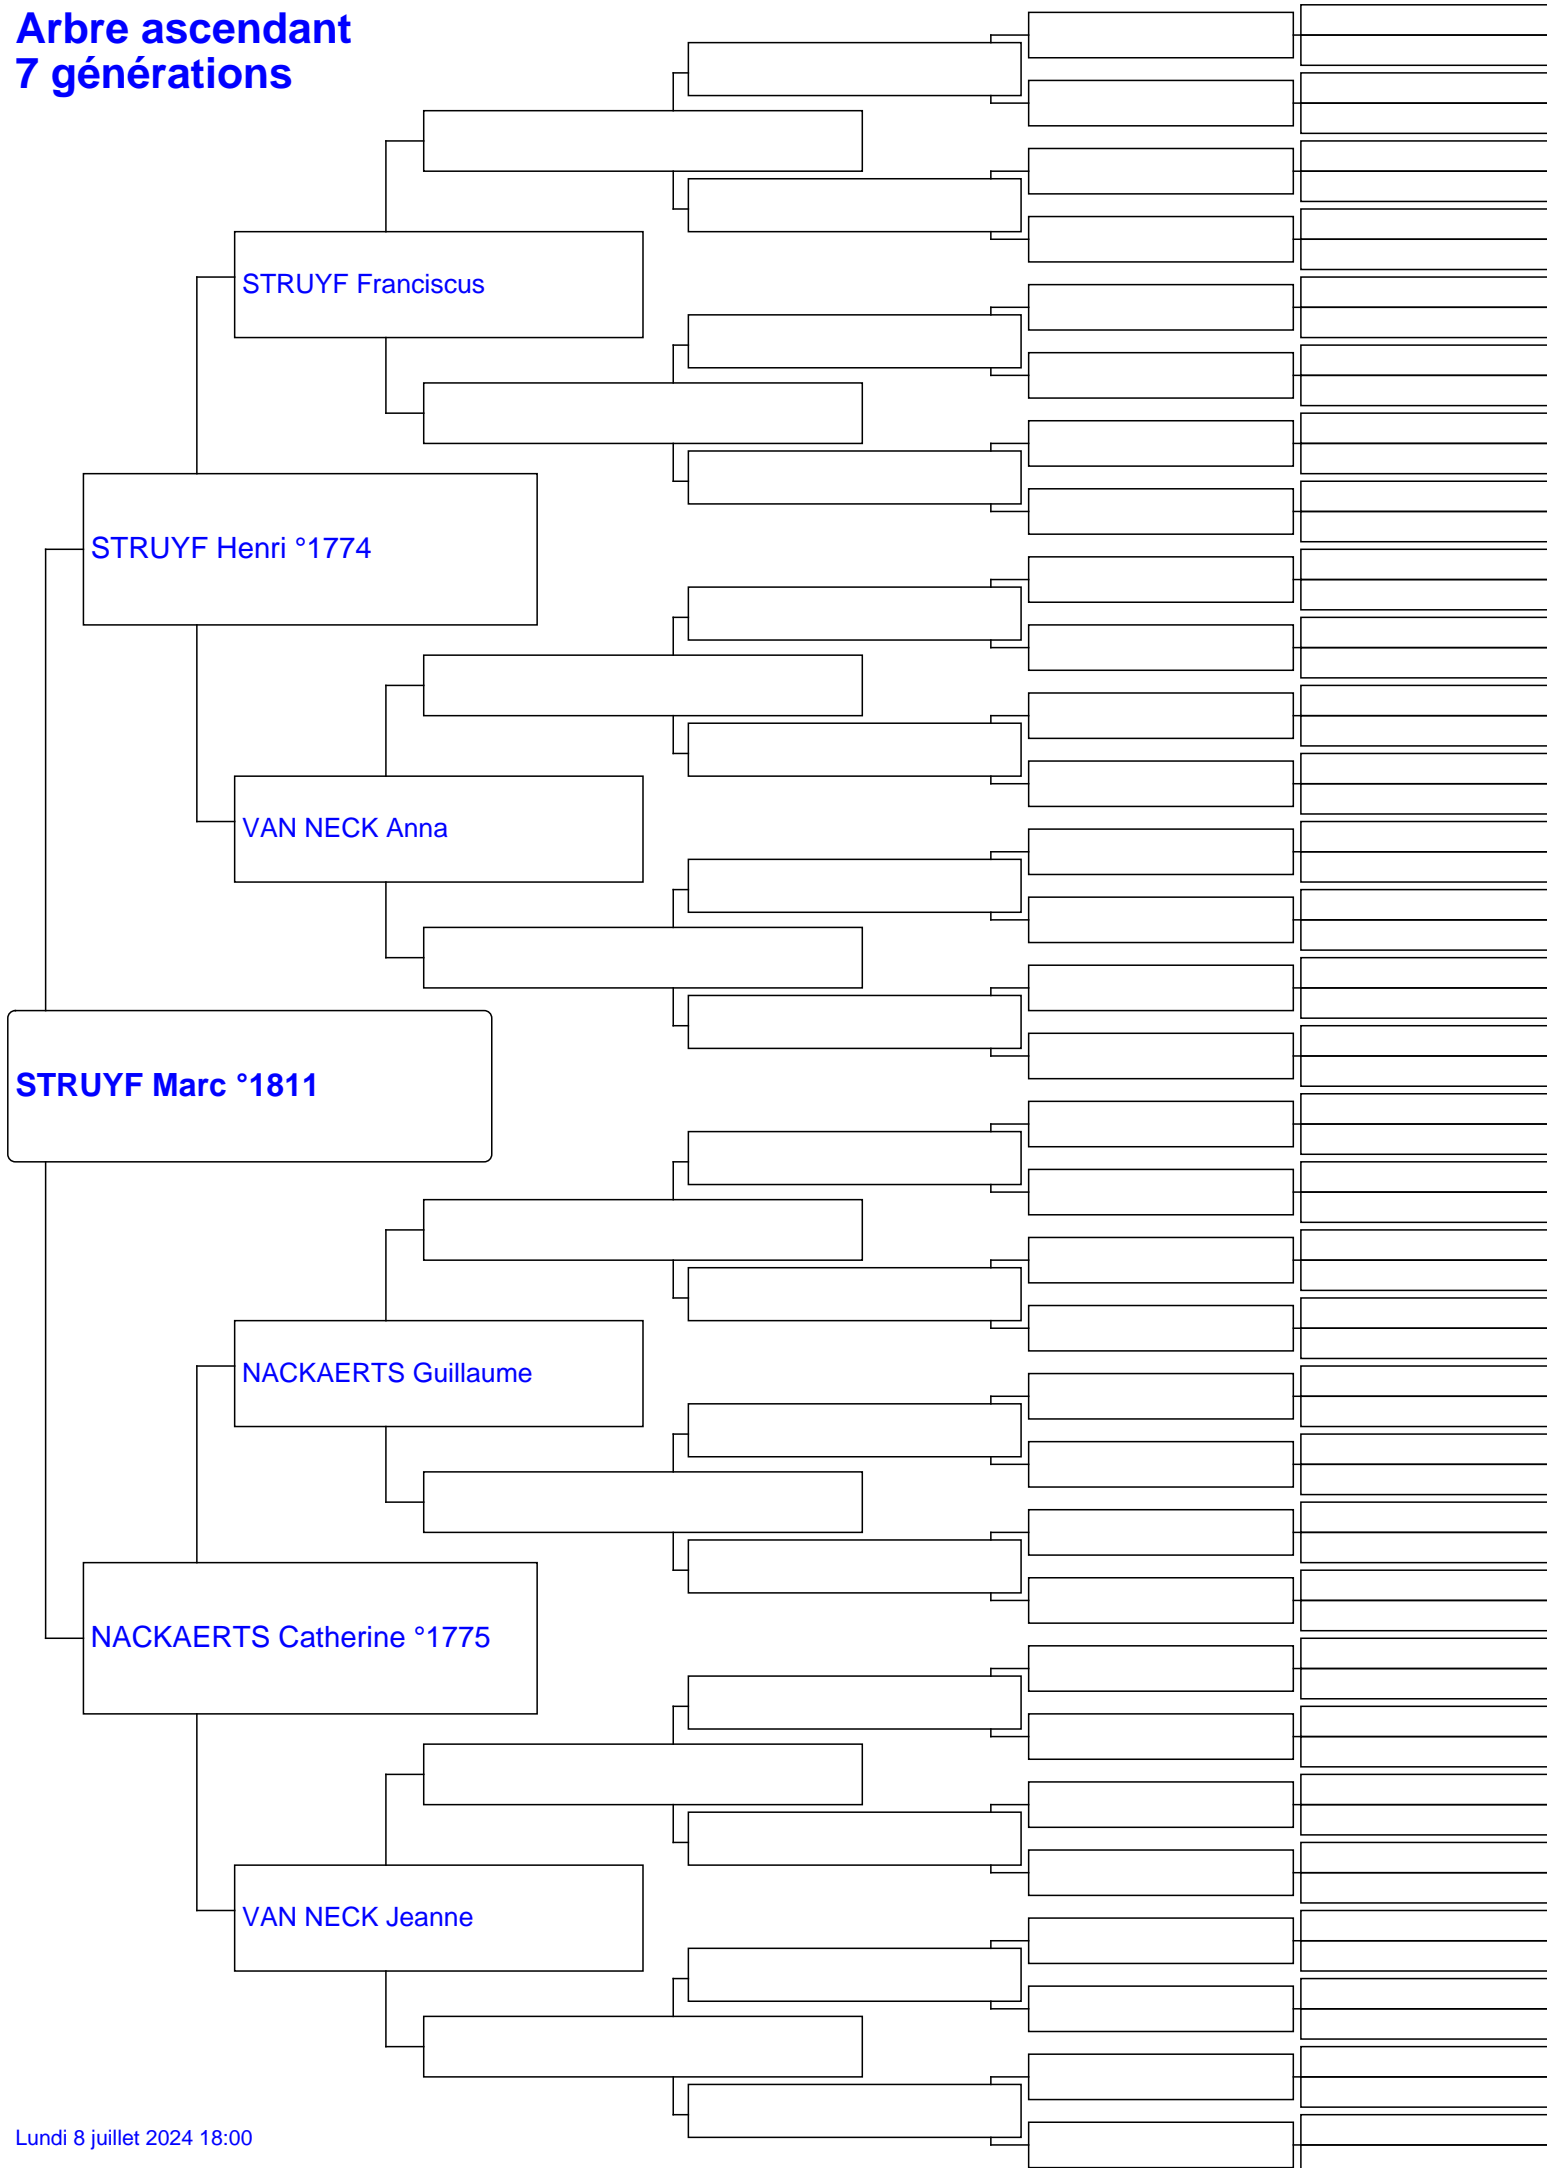 Arbre ascendant
7 générations
STRUYF Franciscus
STRUYF Henri °1774
VAN NECK Anna
STRUYF Marc °1811
NACKAERTS Guillaume
NACKAERTS Catherine °1775
VAN NECK Jeanne
Lundi 8 juillet 2024 18:00